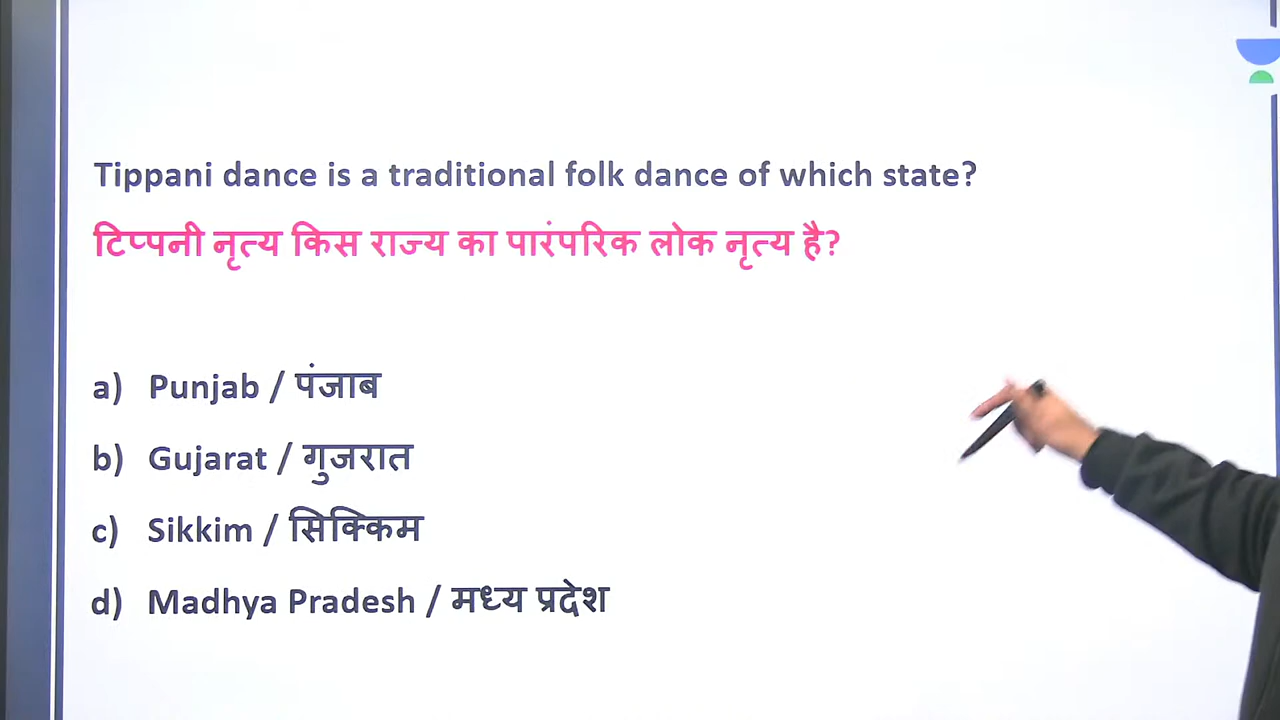 Tippani dance is a traditional folk dance of which state?
टिप्पनी नृत्य किस राज्य का पारंपरिक लोक नृत्य है?
a) Punjab / पंजाब
b) Gujarat / गुजरात
c) Sikkim / सिक्किम
d) Madhya Pradesh / मध्य प्रदेश